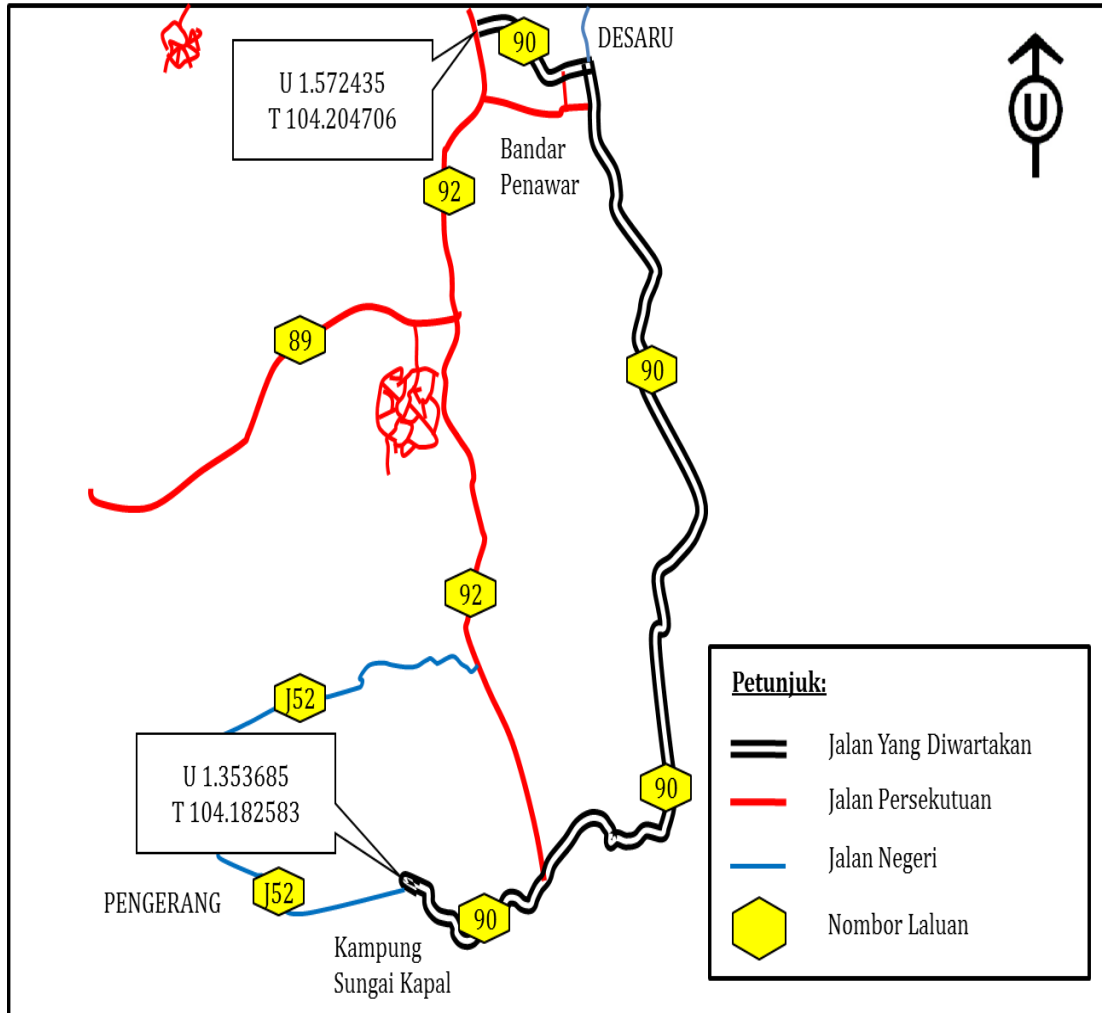 90
DESARU
U 1.572435
T 104.204706
U
Bandar
Penawar
92
89
90
92
J52
U 1.353685
T 104.182583
90
J52
PENGERANG
90
Kampung
Sungai Kapal
Petunjuk:
Jalan Yang Diwartakan
Jalan Persekutuan
Jalan Negeri
Nombor Laluan